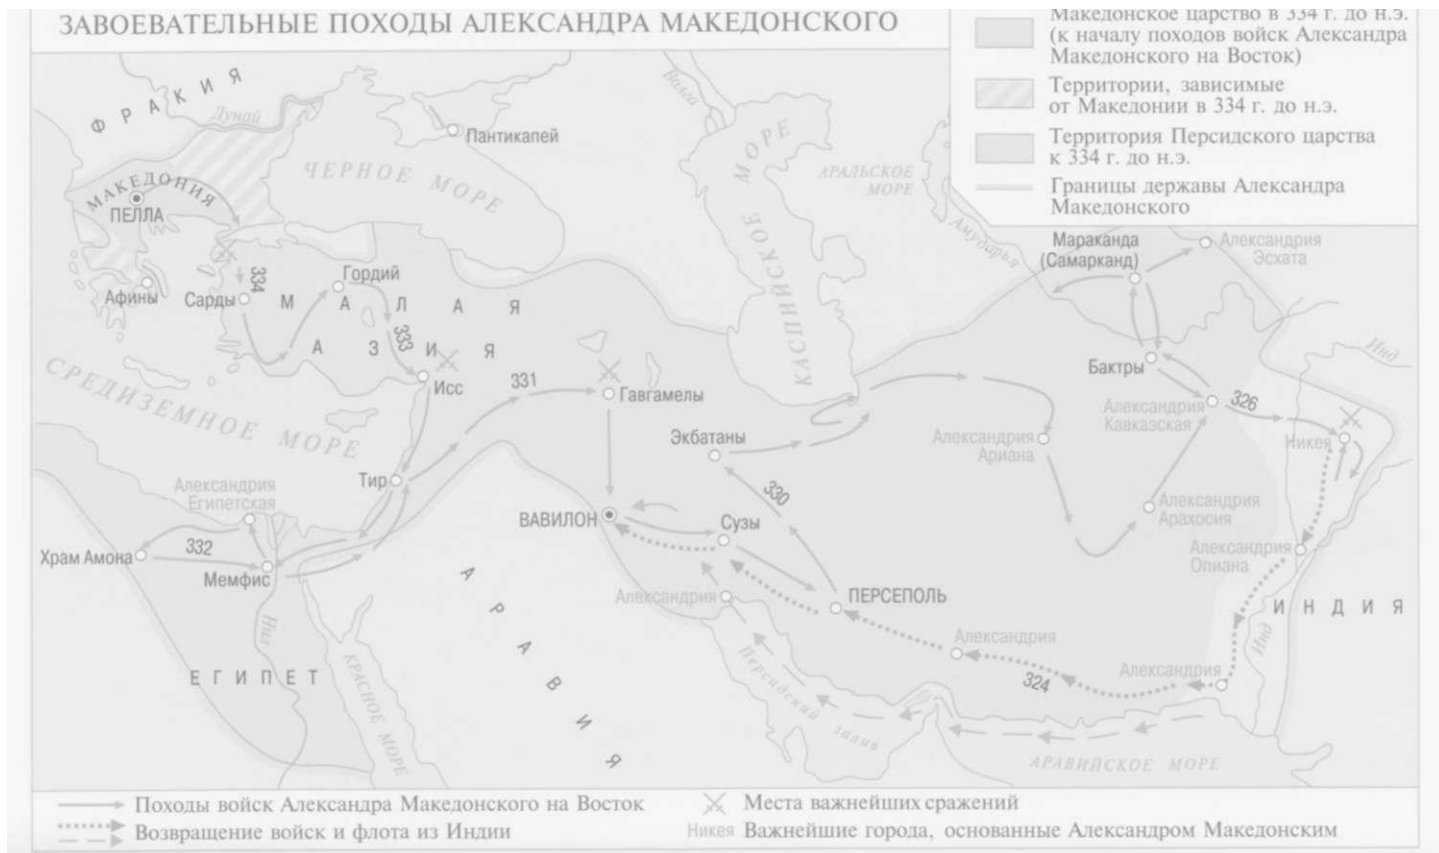 ЗАВОЕВАТЕЛЬНЫЕ ПОХОДЫ АЛЕКСАНДРА МАКЕДОНСКОГО
Македонское царство в 334 г. до н.э.
(к началу походов войск Александра
Македонского на Восток)
Территории, зависимые
от Македонии в 334 г. до н.э.
Территория Персидского царства
к 334 г. до н.э.
Границы державы Александра
Македонского
ФРАКИЯ
Дунай
Волга
Пантикапей
ЧЕРНОЕ МОРЕ
КАСПИЙСКОЕ МОРЕ
АРАЛЬСКОЕ
МОРЕ
Амударья
МАКЕДОНИЯ
ПЕЛЛА
Мараканда
(Самарканд)
Александрия
Эсхата
Афины
Сарды
334
Гордий
МАЛАЯ
АЗИЯ
333
Исс
331
Гавгамелы
Бактры
Инд
СРЕДИЗЕМНОЕ МОРЕ
Александрия
Кавказская
326
Никея
Экбатаны
Александрия
Ариана
Тир
330
Александрия
Египетская
Александрия
Арахосия
ВАВИЛОН
Сузы
Храм Амона
332
Мемфис
Александрия
Опиана
Александрия
ПЕРСЕПОЛЬ
ИНДИЯ
АРАВИЯ
Нил
Инд
Александрия
Александрия
324
ЕГИПЕТ
КРАСНОЕ МОРЕ
Персидский залив
АРАВИЙСКОЕ МОРЕ
Походы войск Александра Македонского на Восток
Места важнейших сражений
Возвращение войск и флота из Индии
Никея Важнейшие города, основанные Александром Македонским